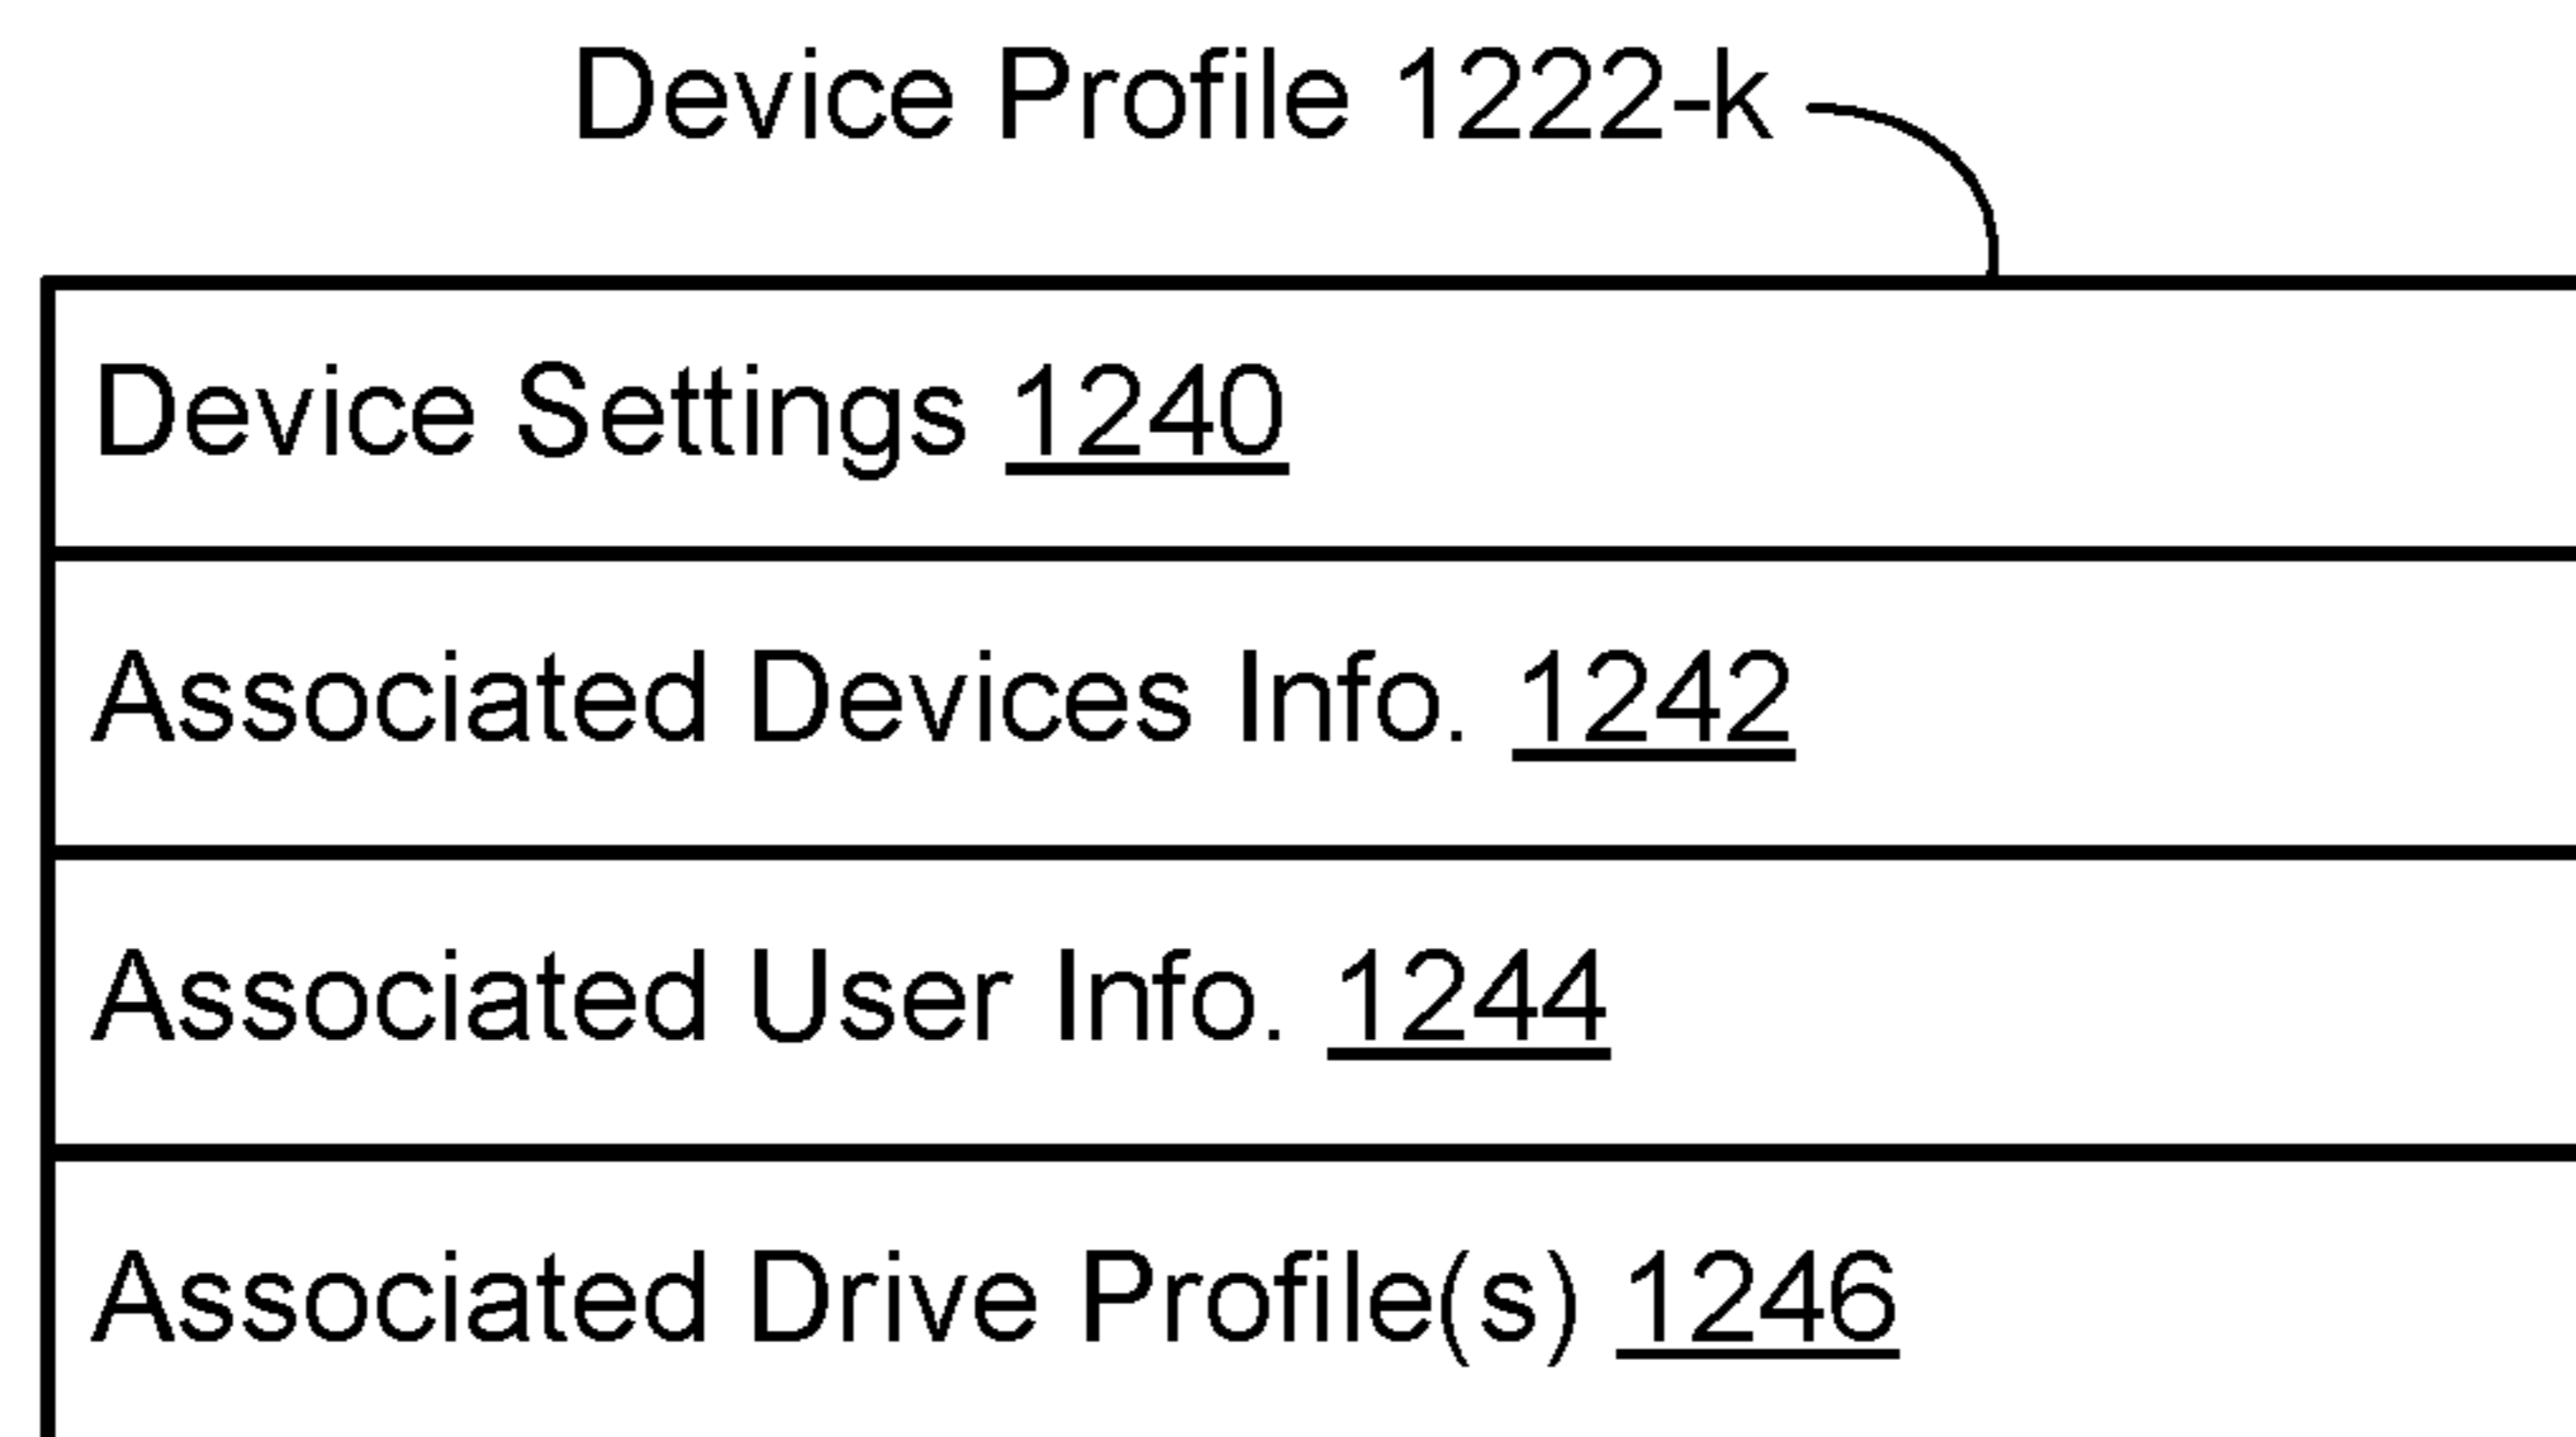 Device Profile 1222-k
Device Settings 1240
Associated Devices Info. 1242
Associated User Info. 1244
Associated Drive Profile(s) 1246